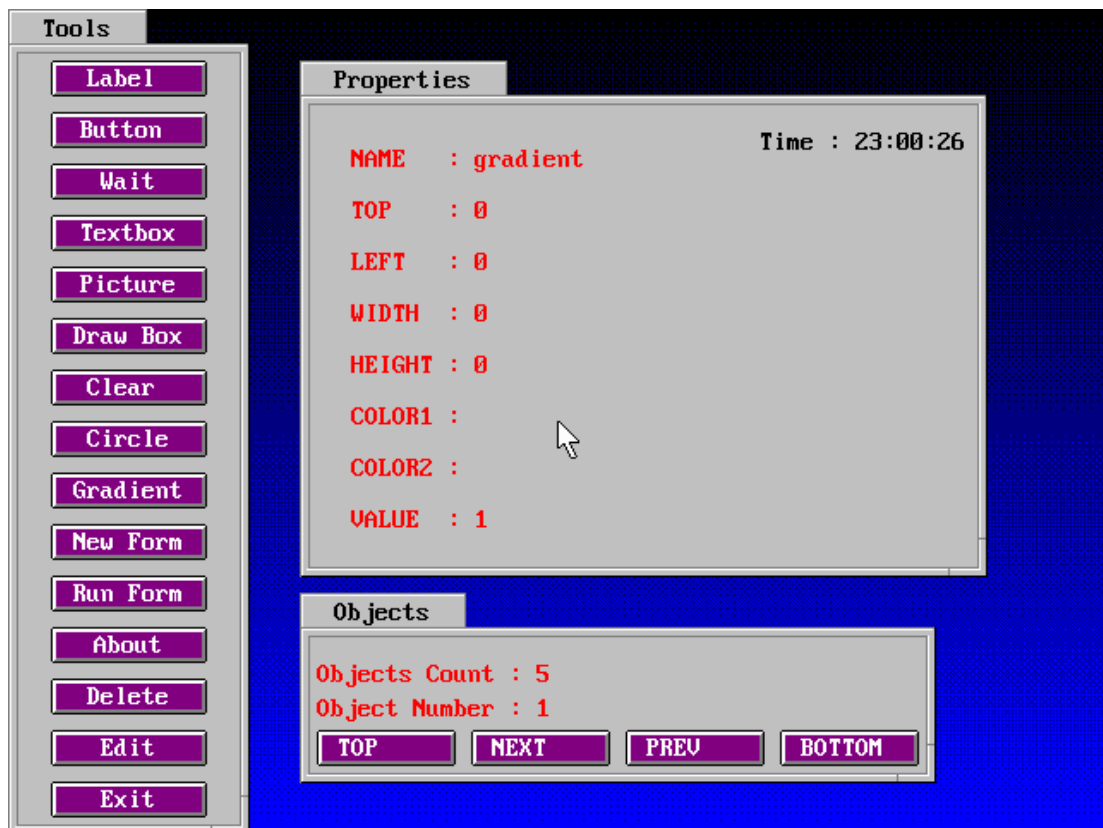 Tools
Label
Button
Wait
Textbox
Picture
Draw Box
Clear
Circle
Gradient
New Form
Run Form
About
Delete
Edit
Exit
Properties
Time : 23:00:26
NAME : gradient
TOP : 0
LEFT : 0
WIDTH : 0
HEIGHT : 0
COLOR1 :
COLOR2 :
VALUE : 1
Objects
Objects Count : 5
Object Number : 1
TOP NEXT PREV BOTTOM